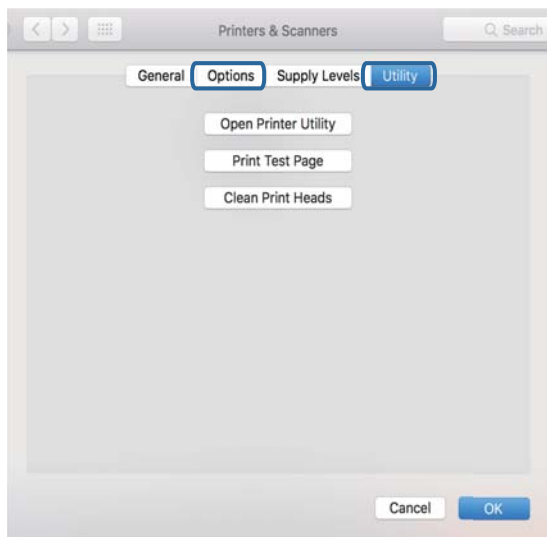 Printers & Scanners
Search
General Options Supply Levels Utility
Open Printer Utility
Print Test Page
Clean Print Heads
Cancel OK